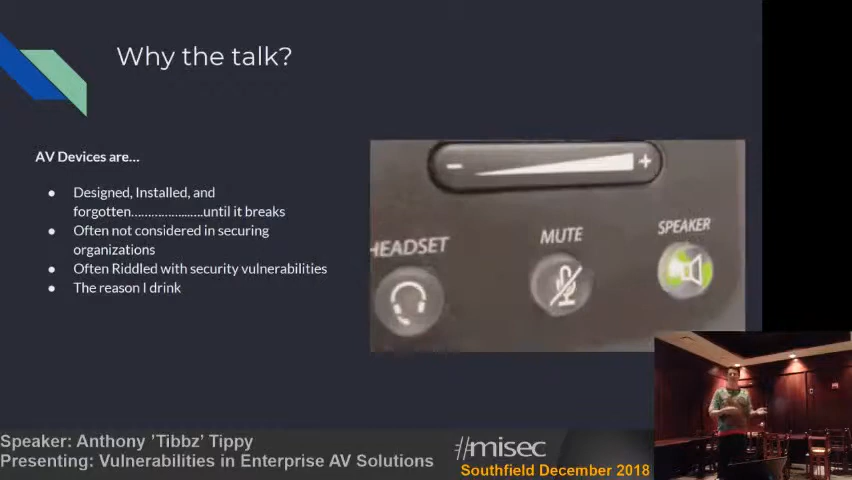 Why the talk?
AV Devices are...
● Designed, Installed, and
forgotten……………......until it breaks
● Often not considered in securing
organizations
● Often Riddled with security vulnerabilities
● The reason I drink
− +
HEADSET
MUTE
SPEAKER
Speaker: Anthony 'Tibbz' Tippy
Presenting: Vulnerabilities in Enterprise AV Solutions
//misec
Southfield December 2018